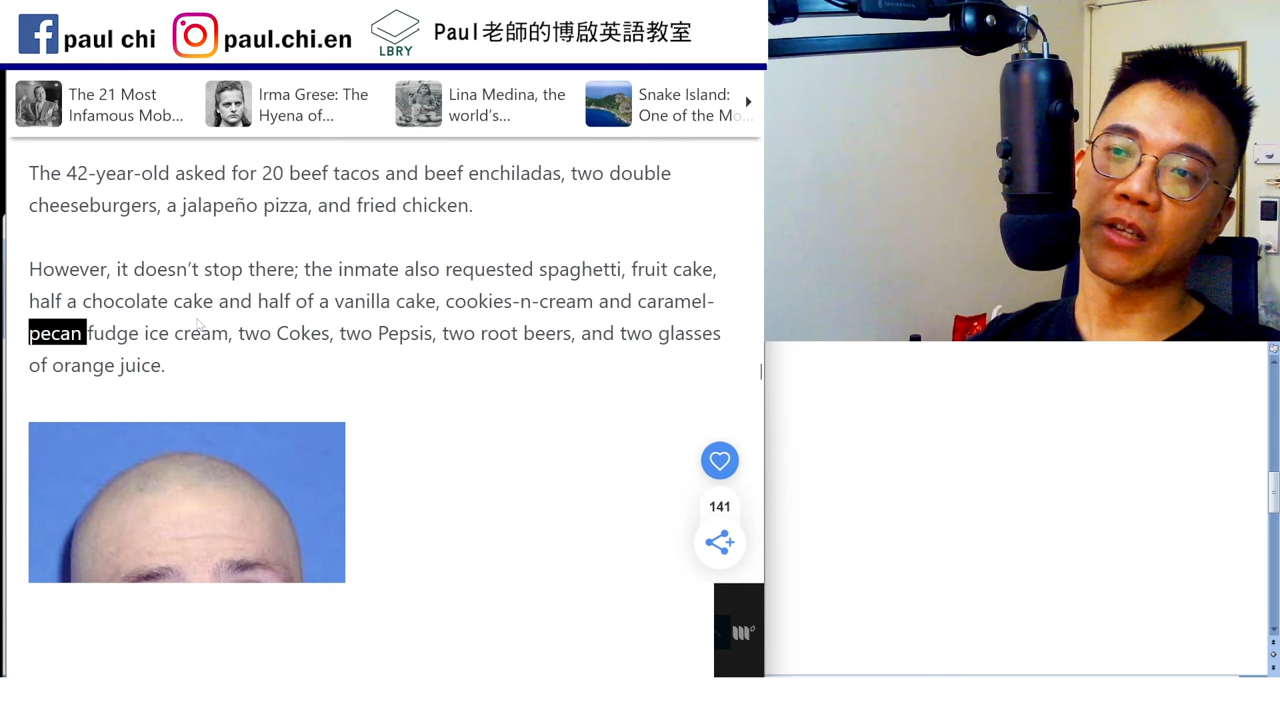 paul chi
paul.chi.en
LBRY
Paul老師的博啟英語教室
The 21 Most
Infamous Mob...
Irma Grese: The
Hyena of...
Lina Medina, the
world's...
Snake Island:
One of the Mo...
The 42-year-old asked for 20 beef tacos and beef enchiladas, two double
cheeseburgers, a jalapeño pizza, and fried chicken.
However, it doesn't stop there; the inmate also requested spaghetti, fruit cake,
half a chocolate cake and half of a vanilla cake, cookies-n-cream and caramel-
pecan fudge ice cream, two Cokes, two Pepsis, two root beers, and two glasses
of orange juice.
141